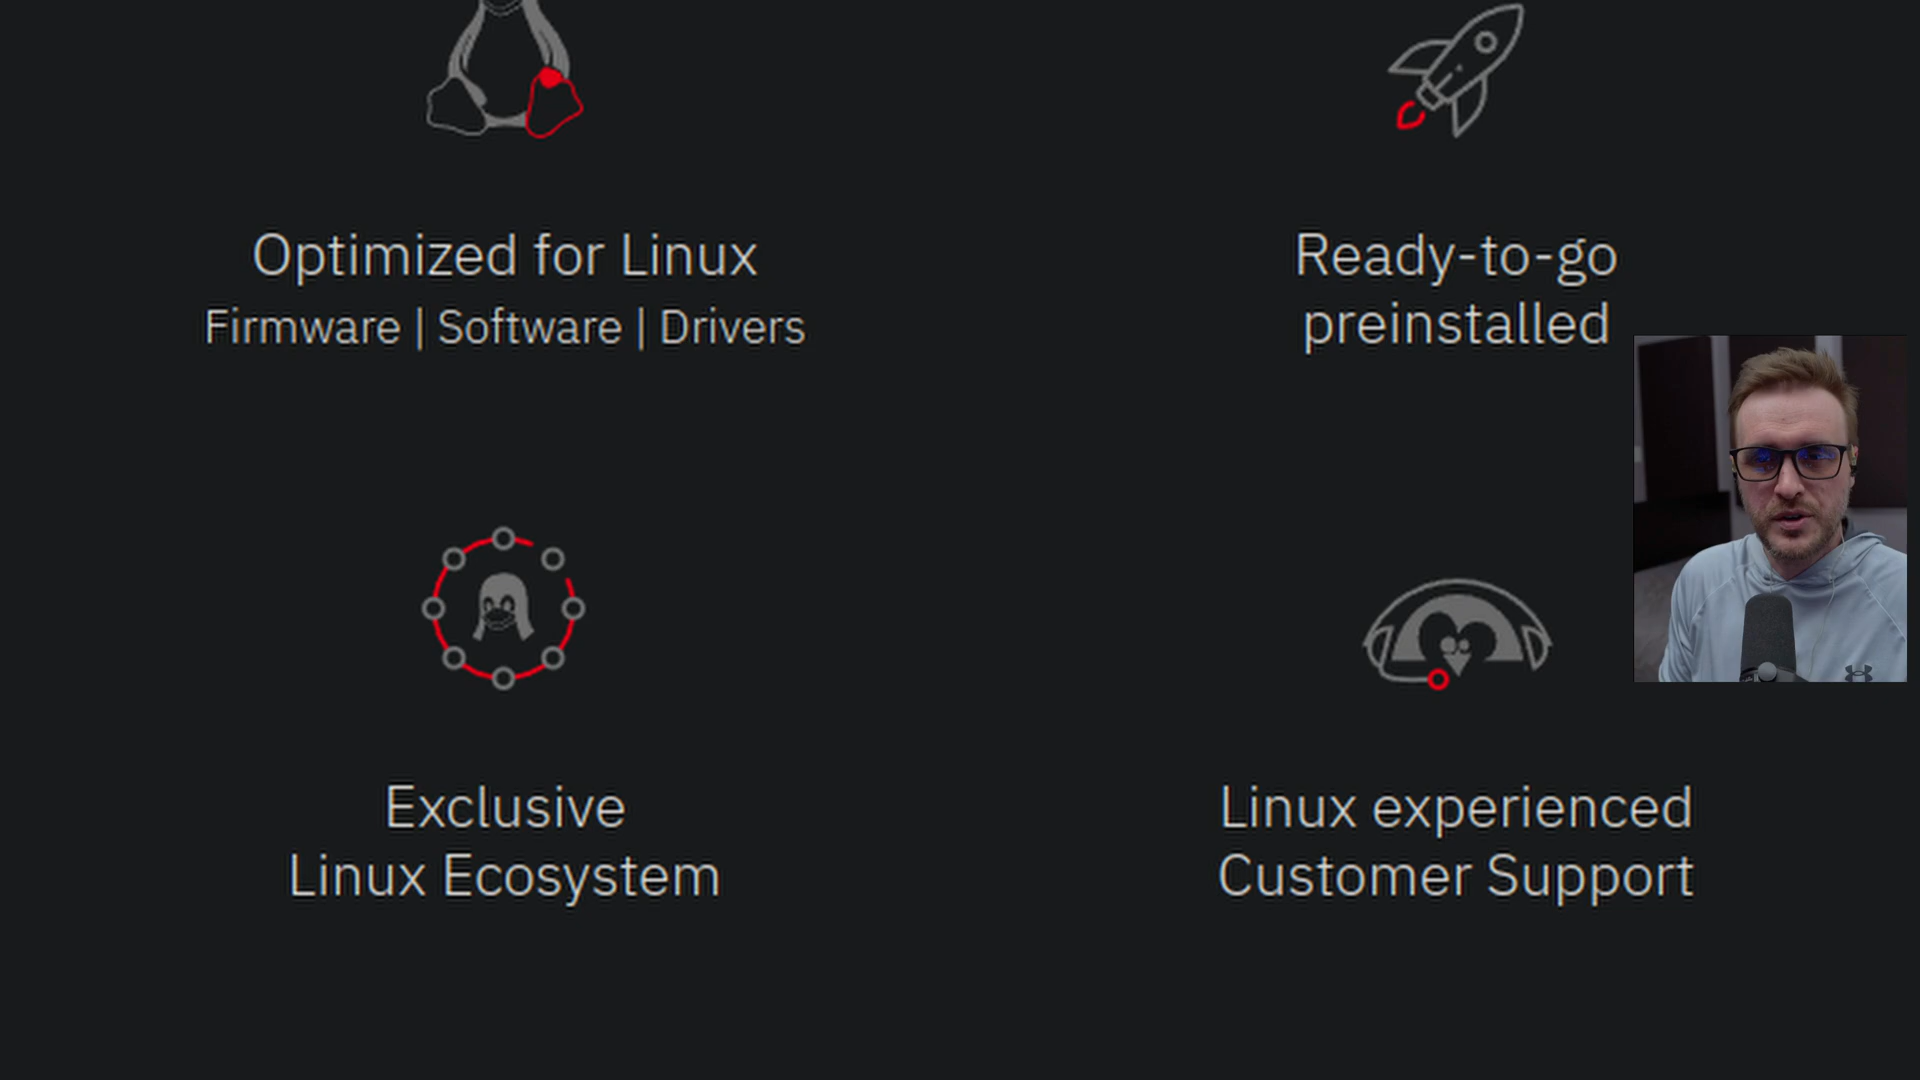 Optimized for Linux
Firmware | Software | Drivers
Ready-to-go
preinstalled
Exclusive
Linux Ecosystem
Linux experienced
Customer Support